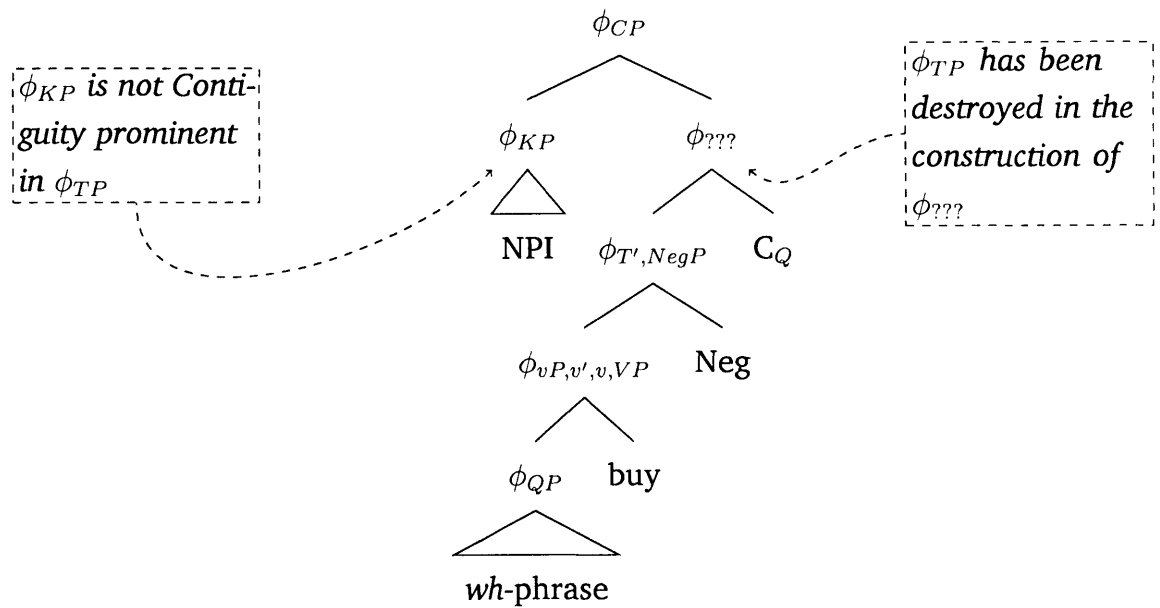 ϕ_CP
ϕ_KP is not Conti-
guity prominent
in ϕ_TP
ϕ_TP has been
destroyed in the
construction of
ϕ_???
ϕ_KP ϕ_???
NPI ϕ_T′,NegP C_Q
ϕ_vP,v′,v,VP Neg
ϕ_QP buy
wh-phrase